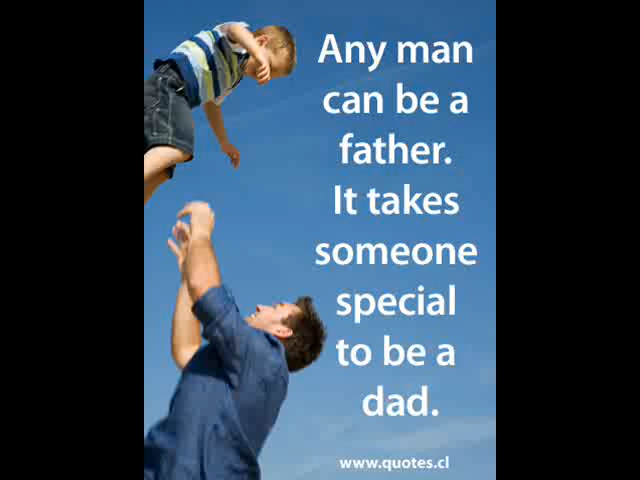 Any man
can be a
father.
It takes
someone
special
to be a
dad.
www.quotes.cl